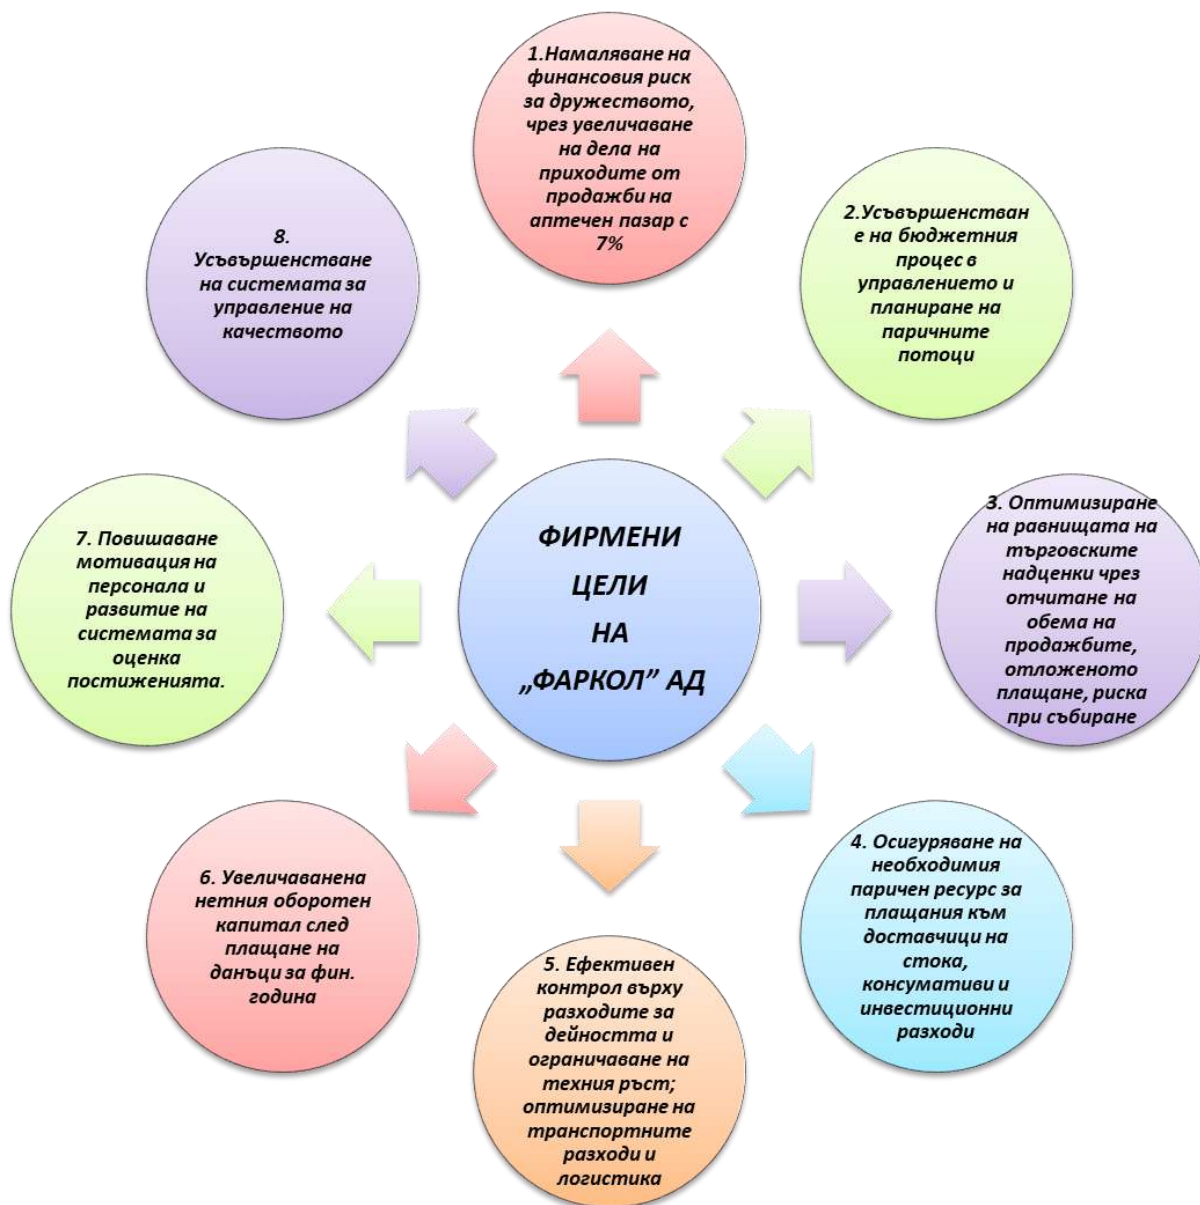 1.Намаляване на
финансовия риск
за дружеството,
чрез увеличаване
на дела на
приходите от
продажби на
аптечен пазар с
7%
2.Усъвършенстван
е на бюджетния
процес в
управлението и
планиране на
паричните
потоци
3. Оптимизиране
на равнищата на
търговските
надценки чрез
отчитане на
обема на
продажбите,
отложеното
плащане, риска
при събиране
4. Осигуряване на
необходимия
паричен ресурс за
плащания към
доставчици на
стока,
консумативи и
инвестиционни
разходи
5. Ефективен
контрол върху
разходите за
дейността и
ограничаване на
техния ръст;
оптимизиране на
транспортните
разходи и
логистика
6. Увеличаванена
нетния оборотен
капитал след
плащане на
данъци за фин.
година
7. Повишаване
мотивация на
персонала и
развитие на
системата за
оценка
постиженията.
8.
Усъвършенстване
на системата за
управление на
качеството
ФИРМЕНИ
ЦЕЛИ
НА
„ФАРКОЛ” АД